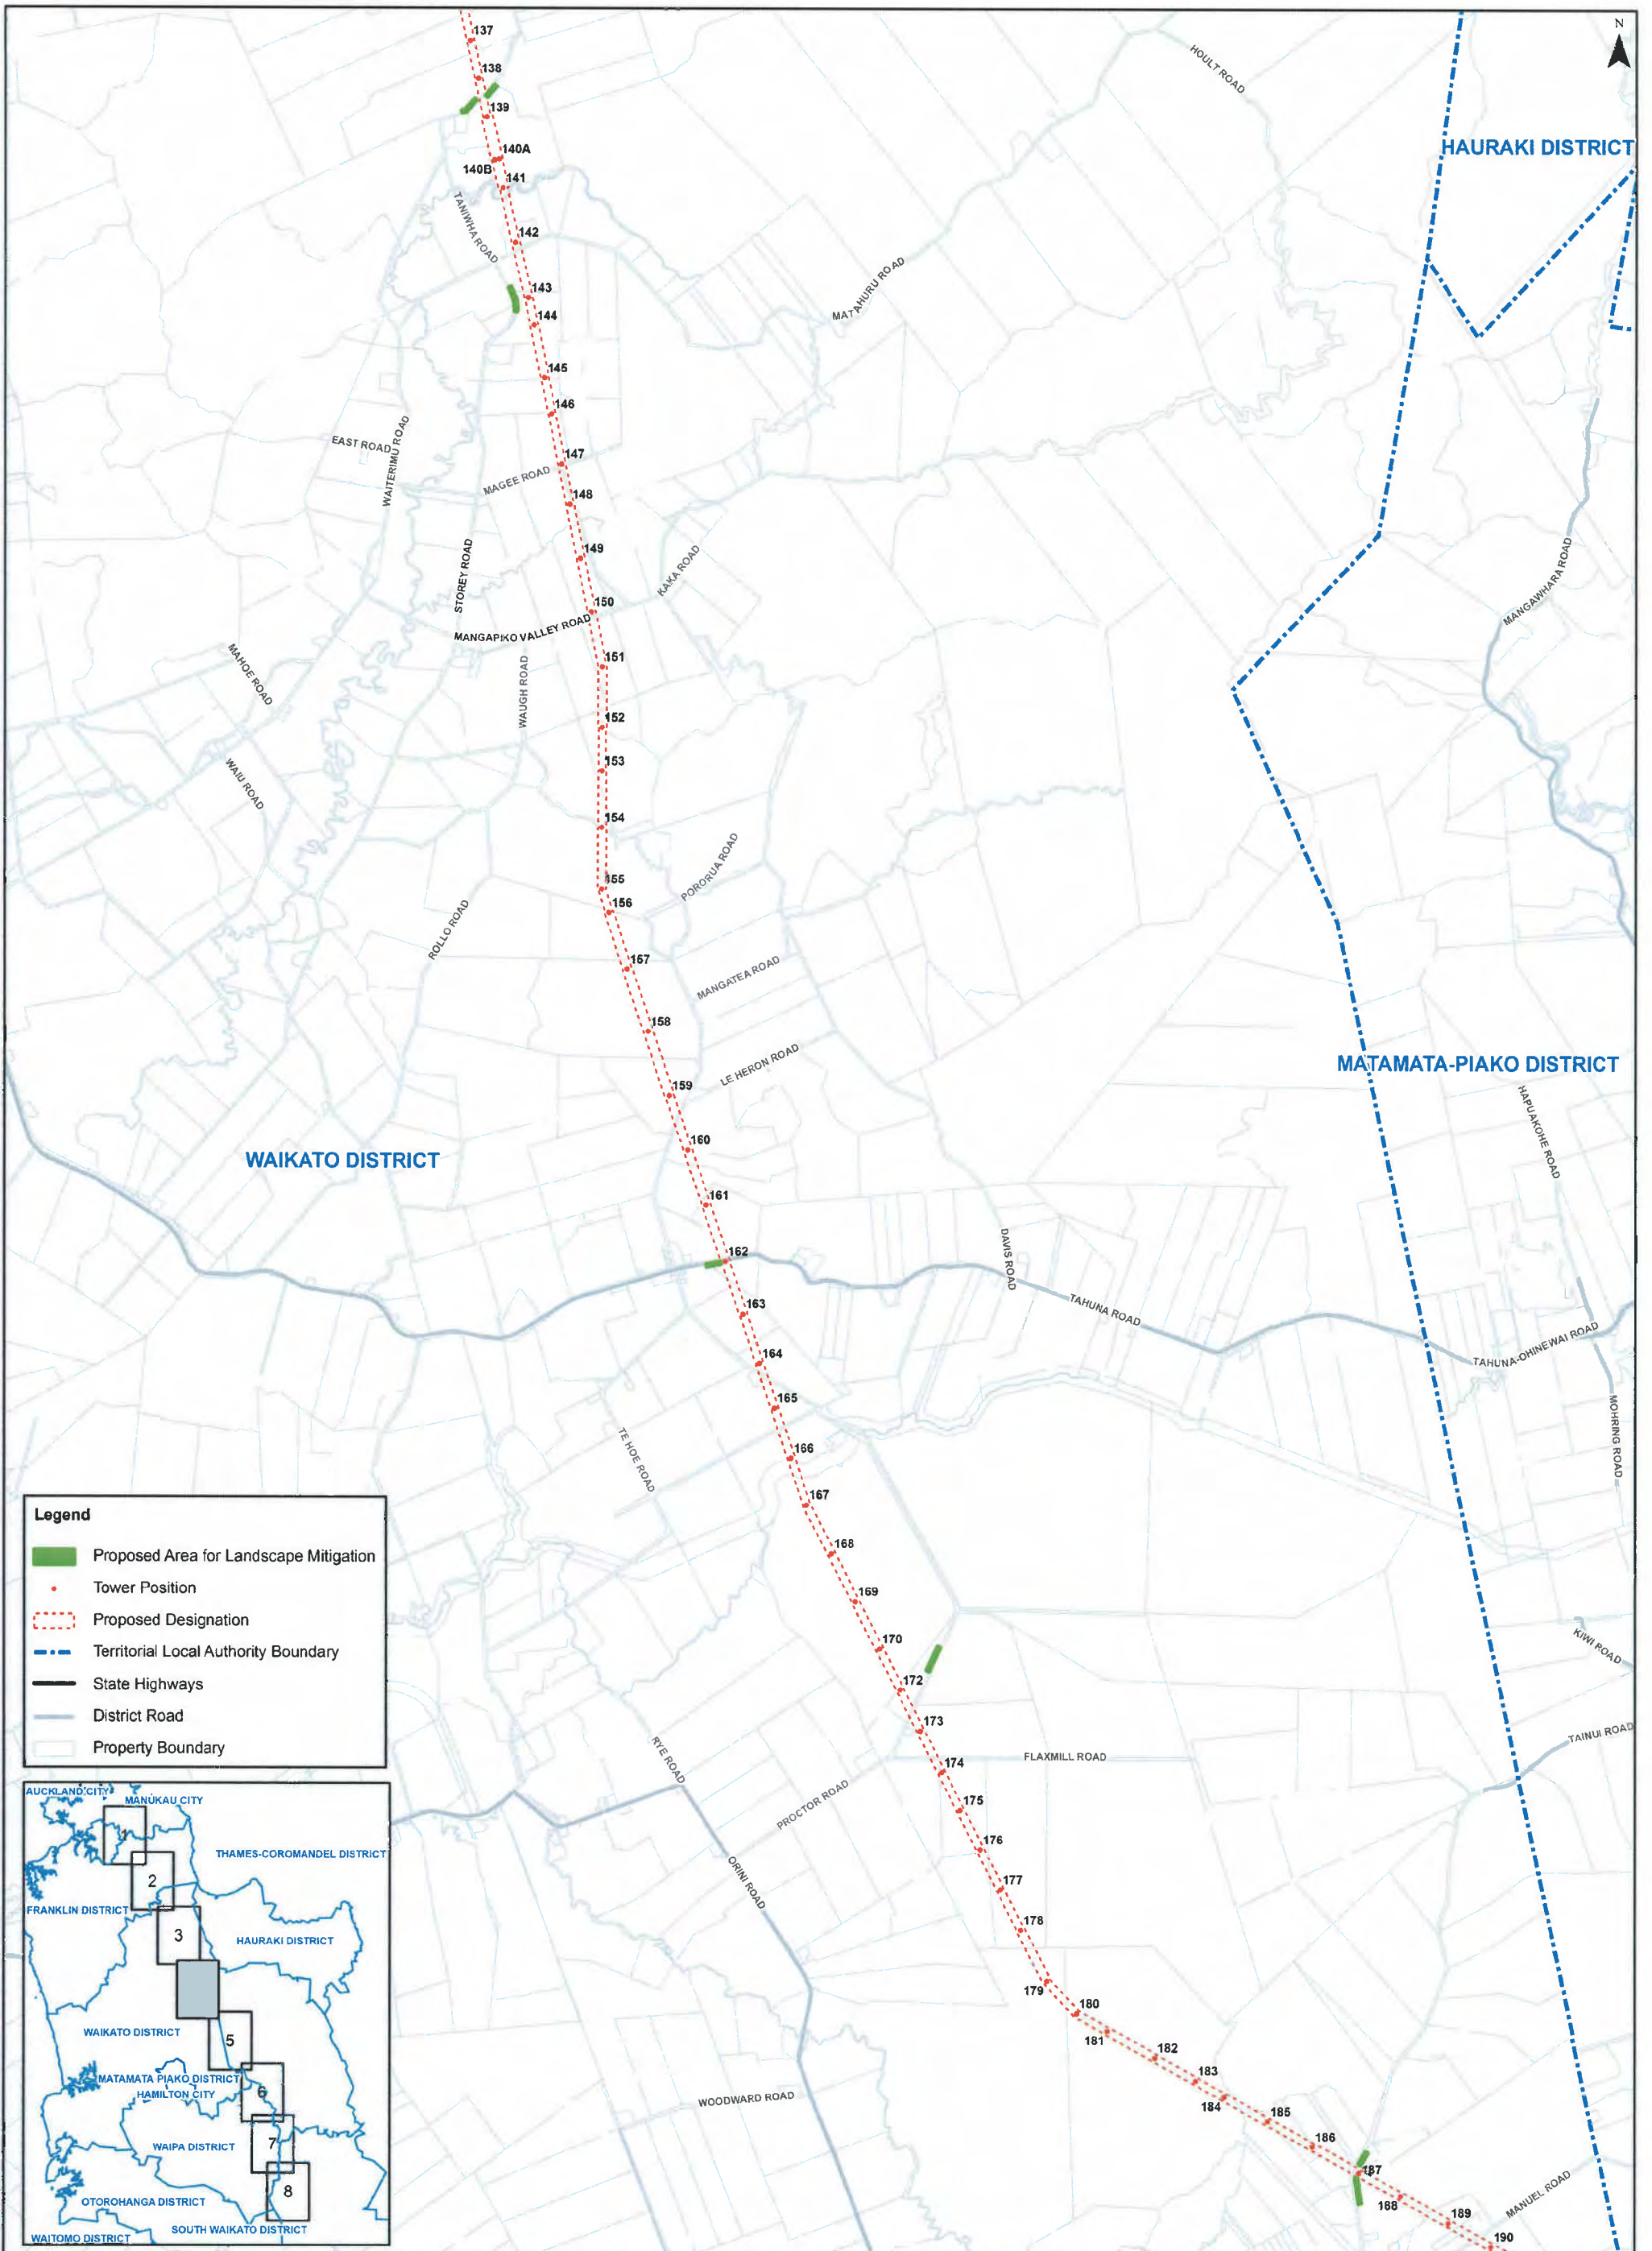 N
137
138
139
140A
140B
141
142
143
144
145
146
147
148
149
150
151
152
153
154
155
156
167
158
159
160
161
162
163
164
165
166
167
168
169
170
172
173
174
175
176
177
178
179
180
181
182
183
184
185
186
187
188
189
190
HOULT ROAD
HAURAKI DISTRICT
TANIWHA ROAD
MATAHURU ROAD
EAST ROAD
WAITERIMU ROAD
MAGEE ROAD
STOREY ROAD
KAKA ROAD
MANGAWHARA ROAD
MANGAPIKO VALLEY ROAD
MAHOE ROAD
WAUGH ROAD
WAIU ROAD
PORORUA ROAD
ROLLO ROAD
MANGATEA ROAD
LE HERON ROAD
MATAMATA-PIAKO DISTRICT
HAPUAKOHE ROAD
WAIKATO DISTRICT
DAVIS ROAD
TAHUNA ROAD
TAHUNA-OHINEWAI ROAD
MOHRING ROAD
TE HOE ROAD
KIWI ROAD
TAINUI ROAD
RYE ROAD
FLAXMILL ROAD
PROCTOR ROAD
ORINI ROAD
WOODWARD ROAD
MANUEL ROAD
Legend
Proposed Area for Landscape Mitigation
Tower Position
Proposed Designation
Territorial Local Authority Boundary
State Highways
District Road
Property Boundary
AUCKLAND CITY
MANUKAU CITY
1
THAMES-COROMANDEL DISTRICT
2
FRANKLIN DISTRICT
3
HAURAKI DISTRICT
WAIKATO DISTRICT
5
MATAMATA PIAKO DISTRICT
HAMILTON CITY
6
WAIPA DISTRICT
7
8
OTOROHANGA DISTRICT
SOUTH WAIKATO DISTRICT
WAITOMO DISTRICT